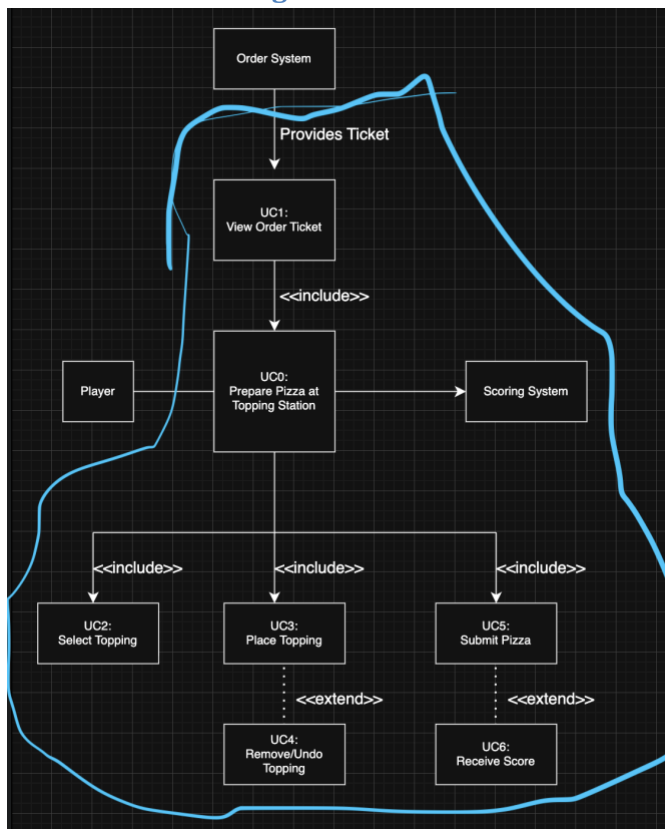 Order System
Provides Ticket
UC1:
View Order Ticket
<<include>>
Player
UC0:
Prepare Pizza at
Topping Station
Scoring System
<<include>>
<<include>>
<<include>>
UC2:
Select Topping
UC3:
Place Topping
UC5:
Submit Pizza
<<extend>>
<<extend>>
UC4:
Remove/Undo
Topping
UC6:
Receive Score